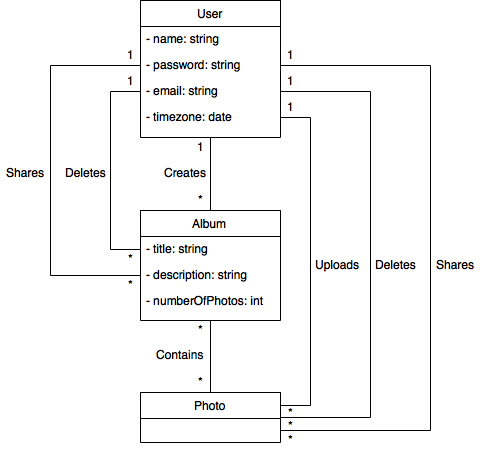 User
- name: string
1
1
- password: string
1
1
- email: string
1
- timezone: date
1
Shares
Deletes
Creates
*
Album
- title: string
*
- description: string
*
- numberOfPhotos: int
Uploads
Deletes
Shares
*
Contains
*
Photo
*
*
*